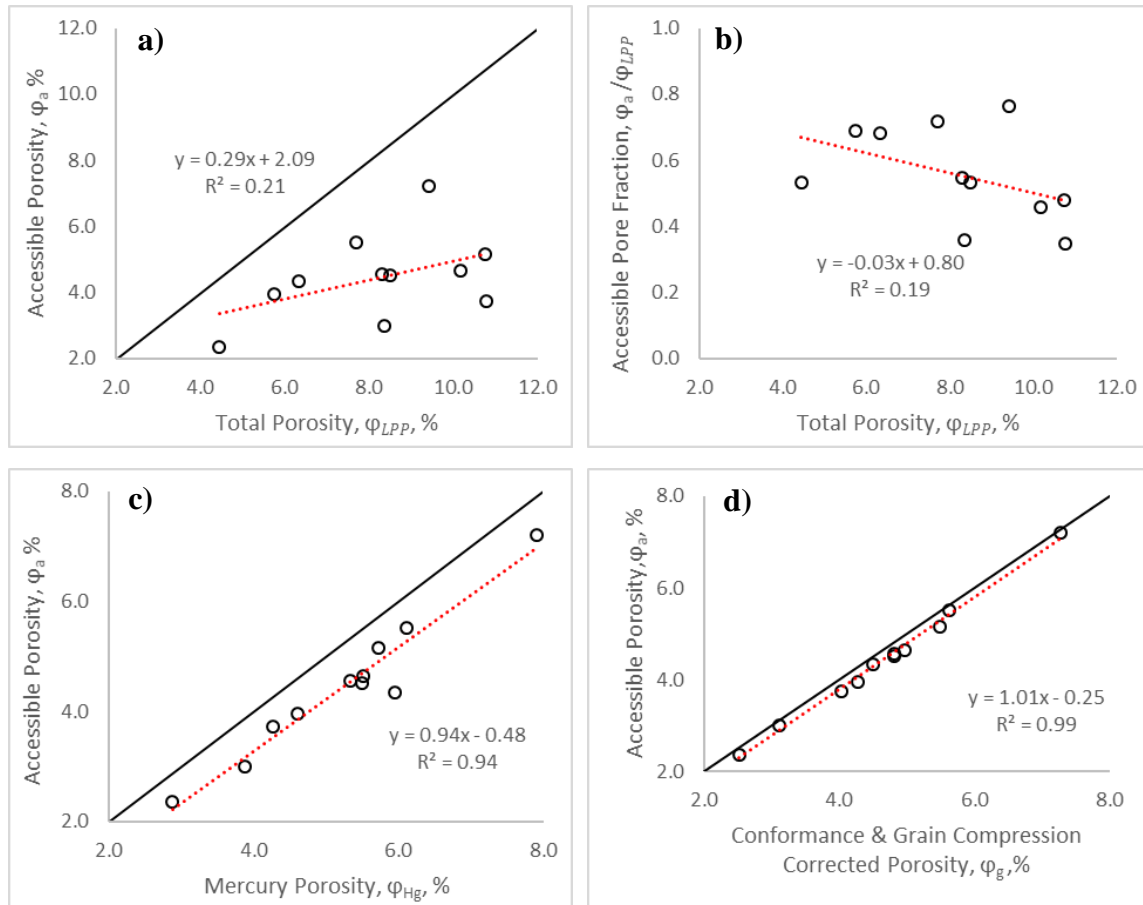 a)
Accessible Porosity, φa %
12.0
10.0
8.0
6.0
4.0
2.0
y = 0.29x + 2.09
R² = 0.21
2.0 4.0 6.0 8.0 10.0 12.0
Total Porosity, φLPP, %
b)
Accessible Pore Fraction, φa /φLPP
1.0
0.8
0.6
0.4
0.2
0.0
y = -0.03x + 0.80
R² = 0.19
2.0 4.0 6.0 8.0 10.0 12.0
Total Porosity, φLPP, %
c)
Accessible Porosity, φa %
8.0
6.0
4.0
2.0
y = 0.94x - 0.48
R² = 0.94
2.0 4.0 6.0 8.0
Mercury Porosity, φHg, %
d)
Accessible Porosity,φa, %
8.0
6.0
4.0
2.0
y = 1.01x - 0.25
R² = 0.99
2.0 4.0 6.0 8.0
Conformance & Grain Compression
Corrected Porosity, φg,%